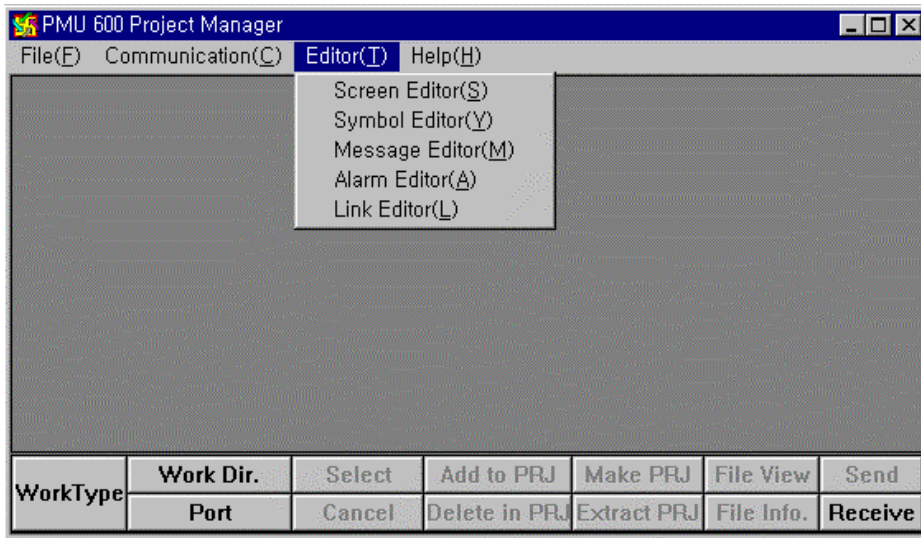 PMU 600 Project Manager
File(F) Communication(C) Editor(T) Help(H)
Screen Editor(S)
Symbol Editor(Y)
Message Editor(M)
Alarm Editor(A)
Link Editor(L)
WorkType Work Dir. Select Add to PRJ Make PRJ File View Send
Port Cancel Delete in PRJ Extract PRJ File Info. Receive